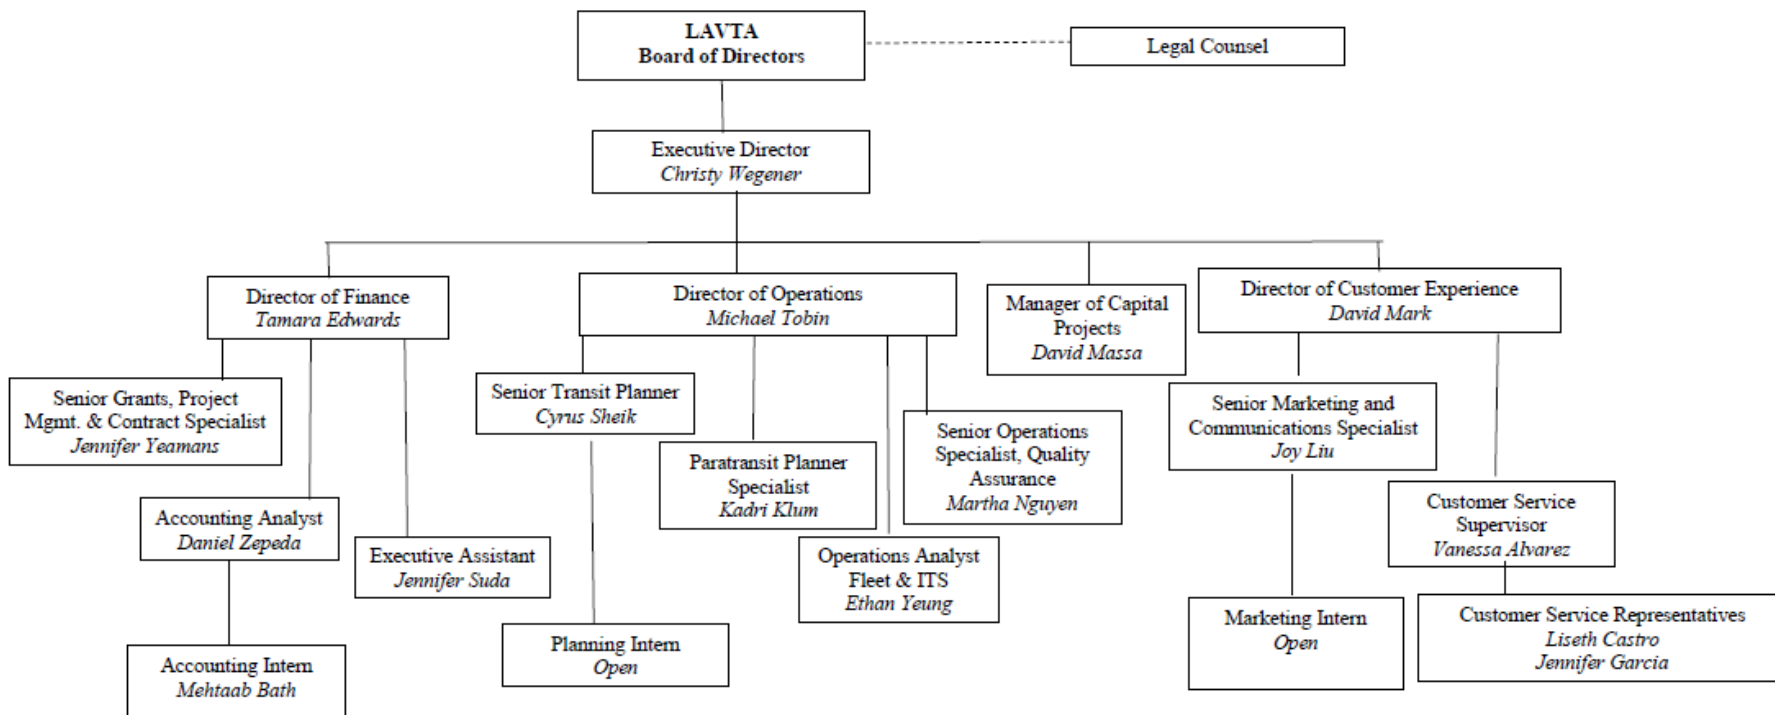 LAVTA
Board of Directors
Legal Counsel
Executive Director
Christy Wegener
Director of Finance
Tamara Edwards
Director of Operations
Michael Tobin
Manager of Capital
Projects
David Massa
Director of Customer Experience
David Mark
Senior Grants, Project
Mgmt. & Contract Specialist
Jennifer Yeamans
Accounting Analyst
Daniel Zepeda
Executive Assistant
Jennifer Suda
Accounting Intern
Mehtaab Bath
Senior Transit Planner
Cyrus Sheik
Paratransit Planner
Specialist
Kadri Klum
Senior Operations
Specialist, Quality
Assurance
Martha Nguyen
Operations Analyst
Fleet & ITS
Ethan Yeung
Planning Intern
Open
Senior Marketing and
Communications Specialist
Joy Liu
Customer Service
Supervisor
Vanessa Alvarez
Marketing Intern
Open
Customer Service Representatives
Liseth Castro
Jennifer Garcia